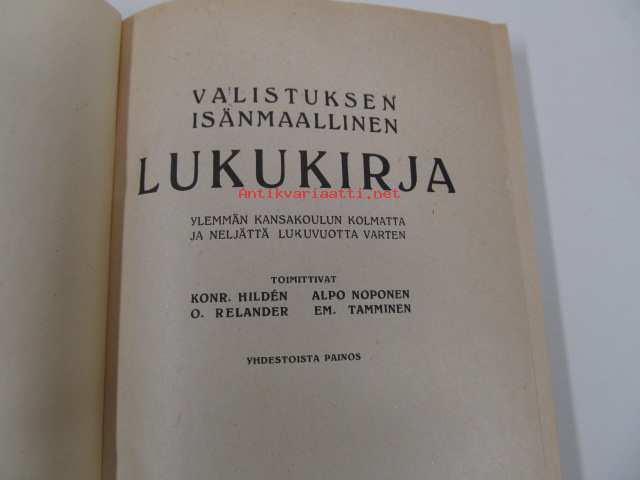 VALISTUKSEN
ISÄNMAALLINEN
LUKUKIRJA
Antikvariaatti.net
YLEMMÄN KANSAKOULUN KOLMATTA
JA NELJÄTTÄ LUKUVUOTTA VARTEN
TOIMITTIVAT
KONR. HILDÉN ALPO NOPONEN
O. RELANDER EM. TAMMINEN
YHDESTOISTA PAINOS